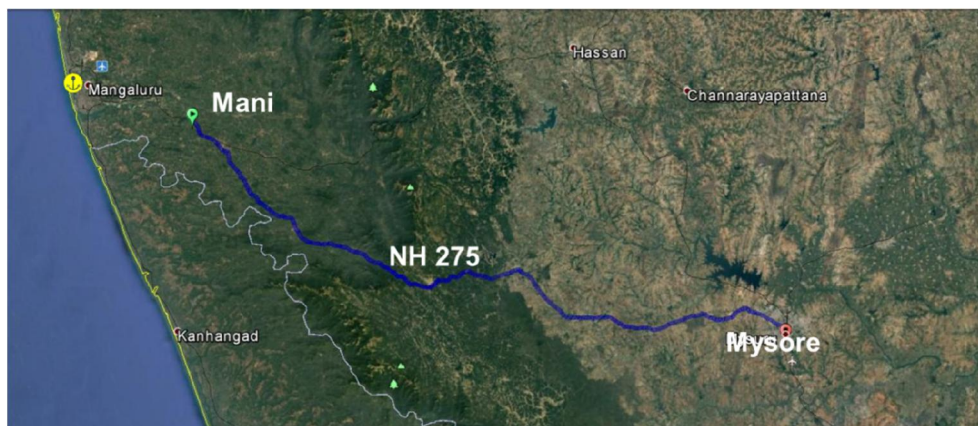 Hassan
Mangaluru
Channarayapattana
Mani
NH 275
Kanhangad
Mysore